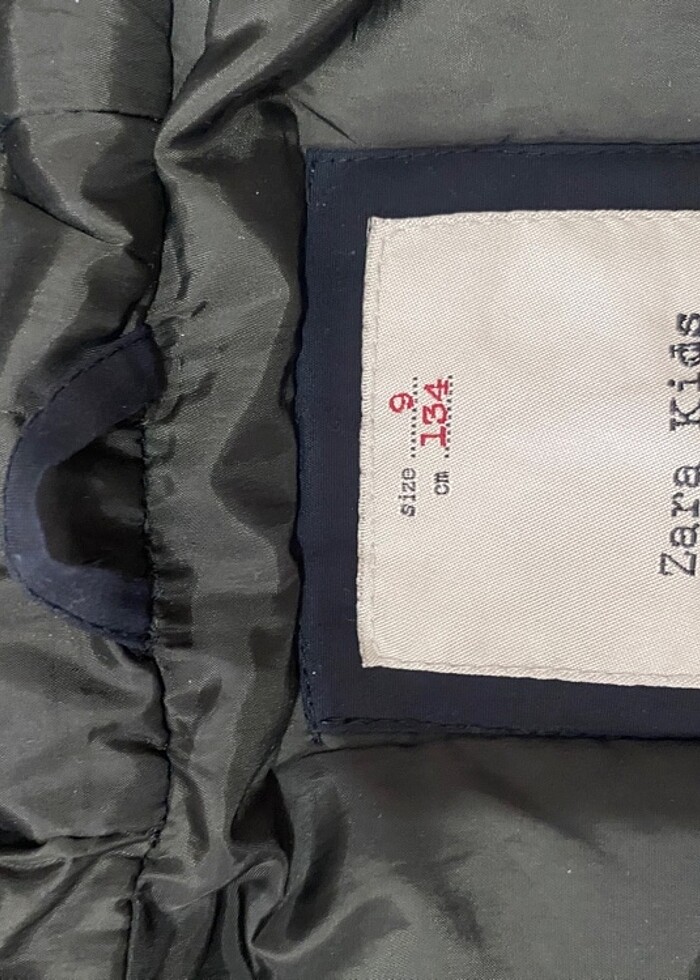 size 9
cm 134
Zara Kids